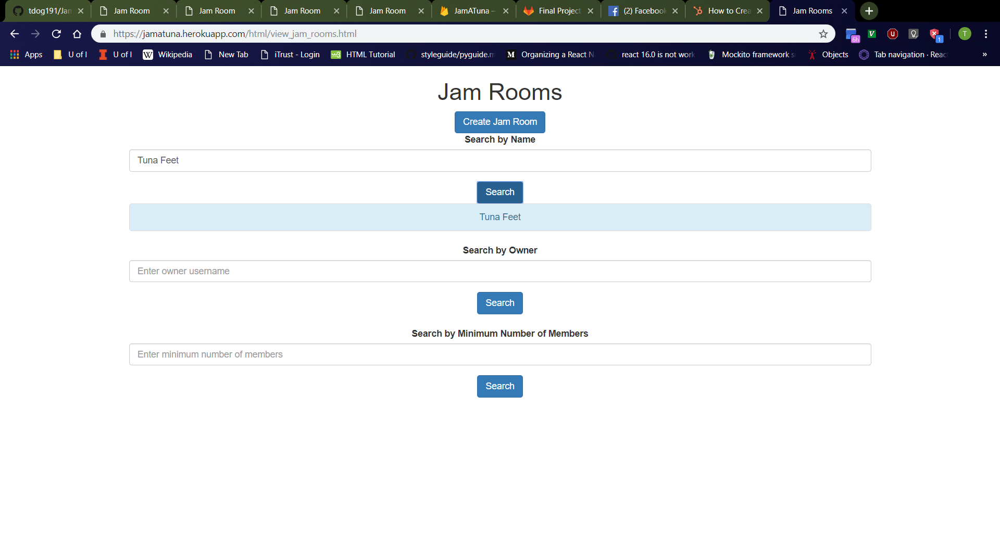 tdog191/Jam
Jam Room
Jam Room
Jam Room
Jam Room
JamATuna –
Final Project
(2) Facebook
How to Crea
Jam Rooms
https://jamatuna.herokuapp.com/html/view_jam_rooms.html
6h
1
T
Apps
U of I
U of I
Wikipedia
New Tab
iTrust - Login
HTML Tutorial
styleguide/pyguide.m
Organizing a React N
react 16.0 is not work
Mockito framework si
Objects
Tab navigation · Reac
»
Jam Rooms
Create Jam Room
Search by Name
Tuna Feet
Search
Tuna Feet
Search by Owner
Enter owner username
Search
Search by Minimum Number of Members
Enter minimum number of members
Search